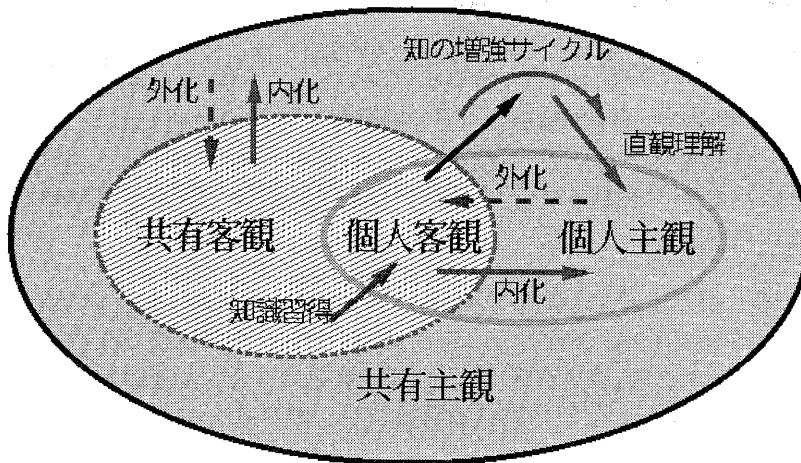 知の増強サイクル
外化
内化
直観理解
外化
共有客観
個人客観
個人主観
内化
知識習得
共有主観